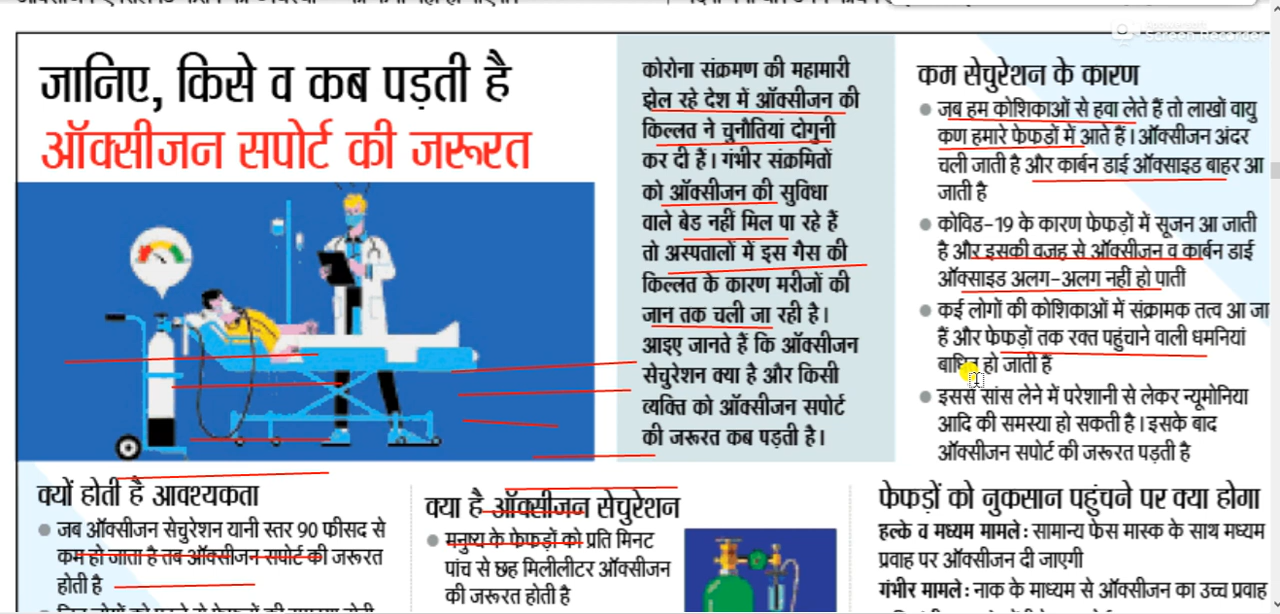 जानिए, किसे व कब पड़ती है
ऑक्सीजन सपोर्ट की जरूरत
कोरोना संक्रमण की महामारी
झेल रहे देश में ऑक्सीजन की
किल्लत ने चुनौतियां दोगुनी
कर दी हैं। गंभीर संक्रमितों
को ऑक्सीजन की सुविधा
वाले बेड नहीं मिल पा रहे हैं
तो अस्पतालों में इस गैस की
किल्लत के कारण मरीजों की
जान तक चली जा रही है।
आइए जानते हैं कि ऑक्सीजन
सेचुरेशन क्या है और किसी
व्यक्ति को ऑक्सीजन सपोर्ट
की जरूरत कब पड़ती है।
कम सेचुरेशन के कारण
जब हम कोशिकाओं से हवा लेते हैं तो लाखों वायु
कण हमारे फेफड़ों में आते हैं। ऑक्सीजन अंदर
चली जाती है और कार्बन डाई ऑक्साइड बाहर आ
जाती है
कोविड-19 के कारण फेफड़ों में सूजन आ जाती
है और इसकी वजह से ऑक्सीजन व कार्बन डाई
ऑक्साइड अलग-अलग नहीं हो पातीं
कई लोगों की कोशिकाओं में संक्रामक तत्व आ जा
हैं और फेफड़ों तक रक्त पहुंचाने वाली धमनियां
बाधित हो जाती हैं
इससे सांस लेने में परेशानी से लेकर न्यूमोनिया
आदि की समस्या हो सकती है। इसके बाद
ऑक्सीजन सपोर्ट की जरूरत पड़ती है
क्यों होती है आवश्यकता
जब ऑक्सीजन सेचुरेशन यानी स्तर 90 फीसद से
कम हो जाता है तब ऑक्सीजन सपोर्ट की जरूरत
होती है
क्या है ऑक्सीजन सेचुरेशन
मनुष्य के फेफड़ों को प्रति मिनट
पांच से छह मिलीलीटर ऑक्सीजन
की जरूरत होती है
फेफड़ों को नुकसान पहुंचने पर क्या होगा
हल्के व मध्यम मामले: सामान्य फेस मास्क के साथ मध्यम
प्रवाह पर ऑक्सीजन दी जाएगी
गंभीर मामले: नाक के माध्यम से ऑक्सीजन का उच्च प्रवाह
Screen Recorder